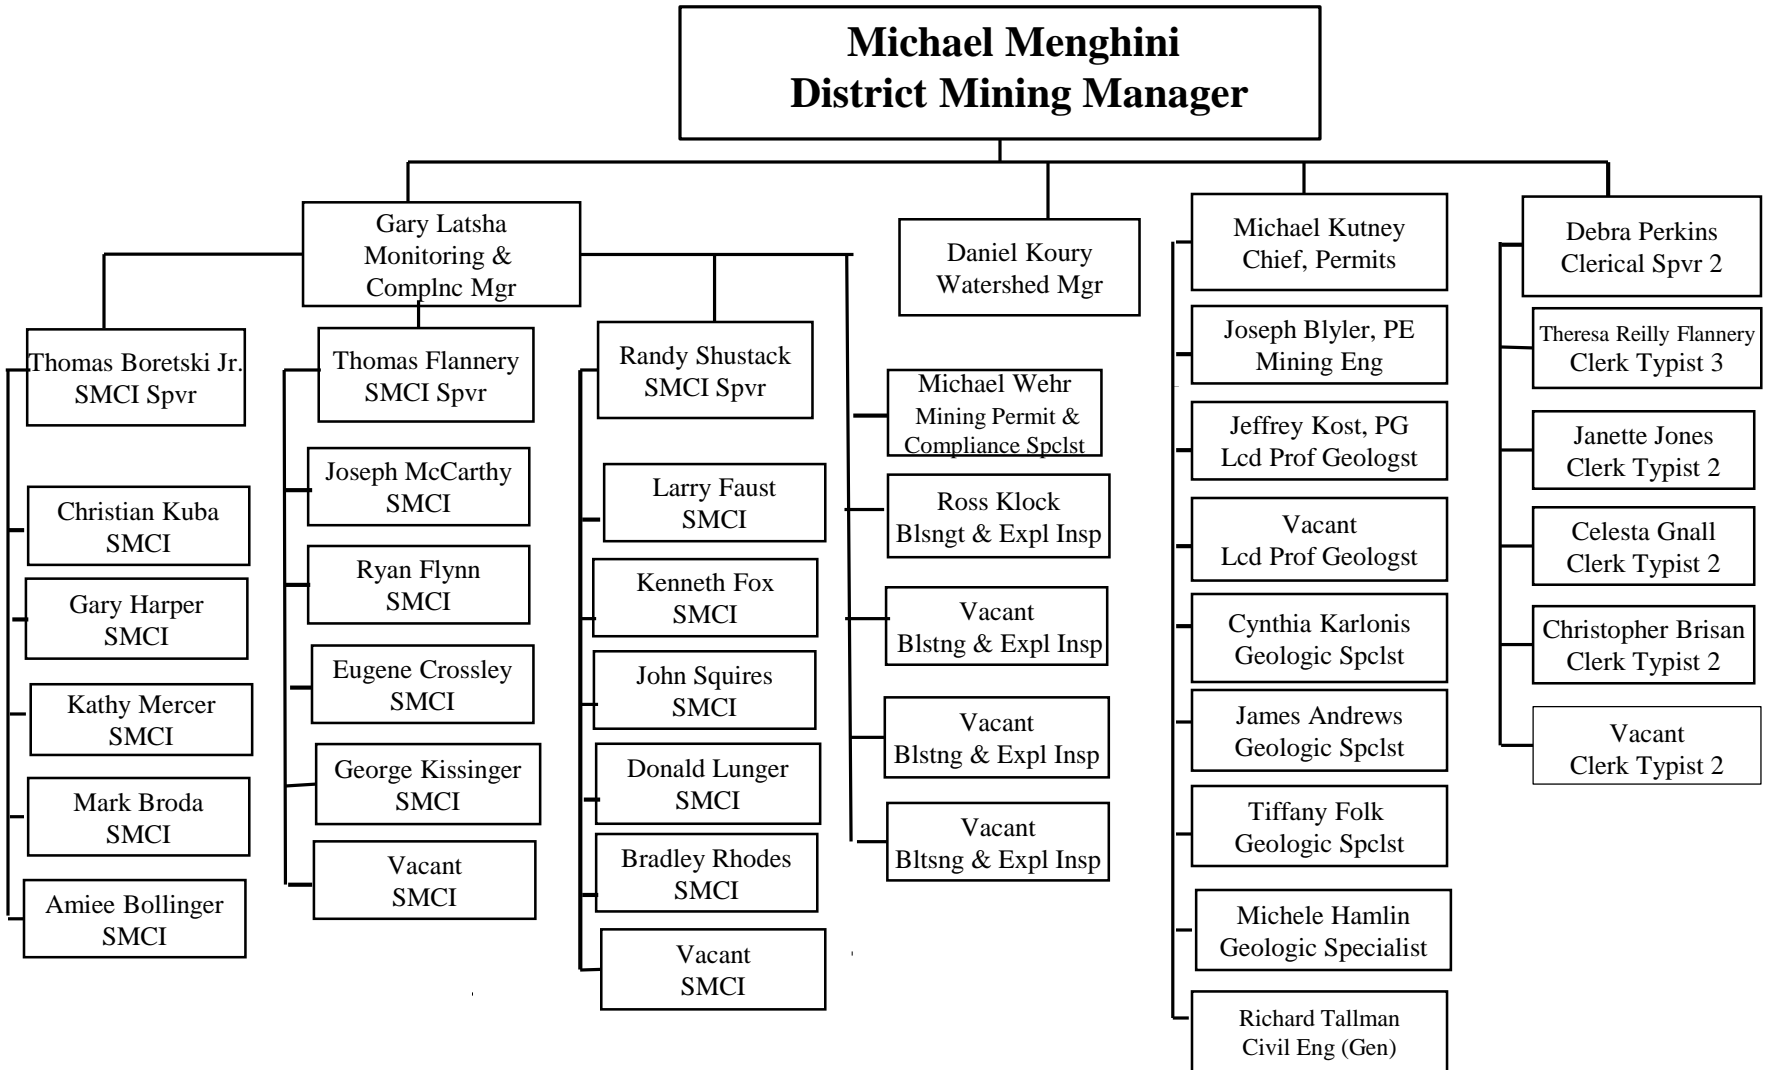 Michael Menghini
District Mining Manager
Gary Latsha
Monitoring &
Complnc Mgr
Daniel Koury
Watershed Mgr
Michael Kutney
Chief, Permits
Debra Perkins
Clerical Spvr 2
Thomas Boretski Jr.
SMCI Spvr
Christian Kuba
SMCI
Gary Harper
SMCI
Kathy Mercer
SMCI
Mark Broda
SMCI
Amiee Bollinger
SMCI
Thomas Flannery
SMCI Spvr
Joseph McCarthy
SMCI
Ryan Flynn
SMCI
Eugene Crossley
SMCI
George Kissinger
SMCI
Vacant
SMCI
Randy Shustack
SMCI Spvr
Larry Faust
SMCI
Kenneth Fox
SMCI
John Squires
SMCI
Donald Lunger
SMCI
Bradley Rhodes
SMCI
Vacant
SMCI
Michael Wehr
Mining Permit &
Compliance Spclst
Ross Klock
Blsngt & Expl Insp
Vacant
Blstng & Expl Insp
Vacant
Blstng & Expl Insp
Vacant
Bltsng & Expl Insp
Joseph Blyler, PE
Mining Eng
Jeffrey Kost, PG
Lcd Prof Geologst
Vacant
Lcd Prof Geologst
Cynthia Karlonis
Geologic Spclst
James Andrews
Geologic Spclst
Tiffany Folk
Geologic Spclst
Michele Hamlin
Geologic Specialist
Richard Tallman
Civil Eng (Gen)
Theresa Reilly Flannery
Clerk Typist 3
Janette Jones
Clerk Typist 2
Celesta Gnall
Clerk Typist 2
Christopher Brisan
Clerk Typist 2
Vacant
Clerk Typist 2